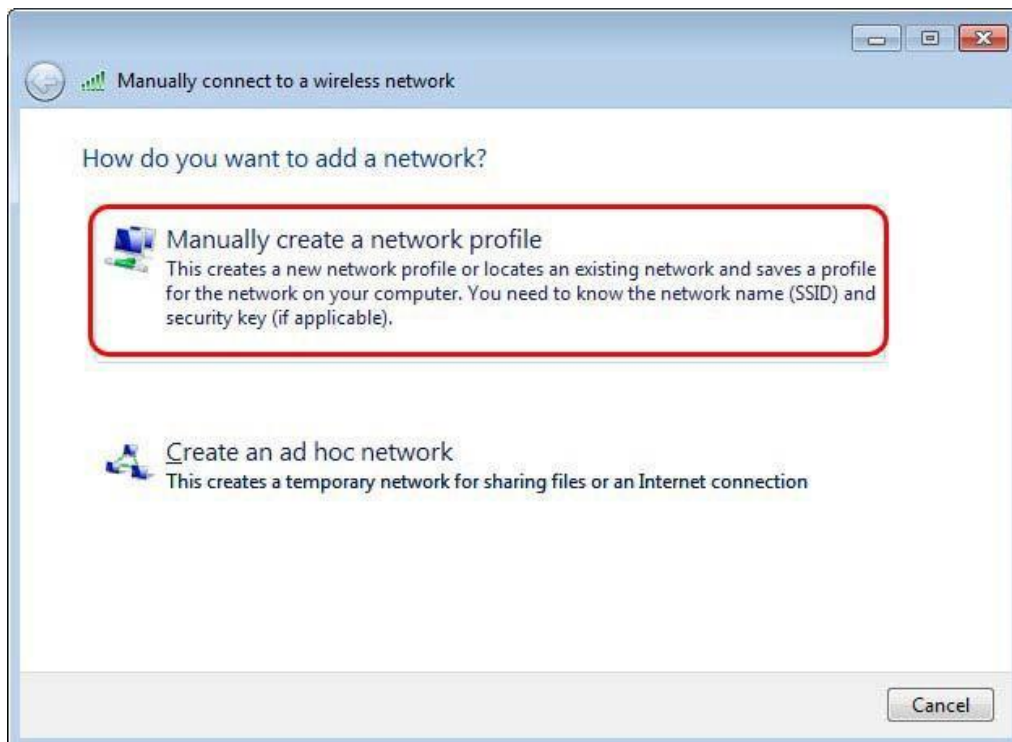 Manually connect to a wireless network
How do you want to add a network?
Manually create a network profile
This creates a new network profile or locates an existing network and saves a profile
for the network on your computer. You need to know the network name (SSID) and
security key (if applicable).
Create an ad hoc network
This creates a temporary network for sharing files or an Internet connection
Cancel